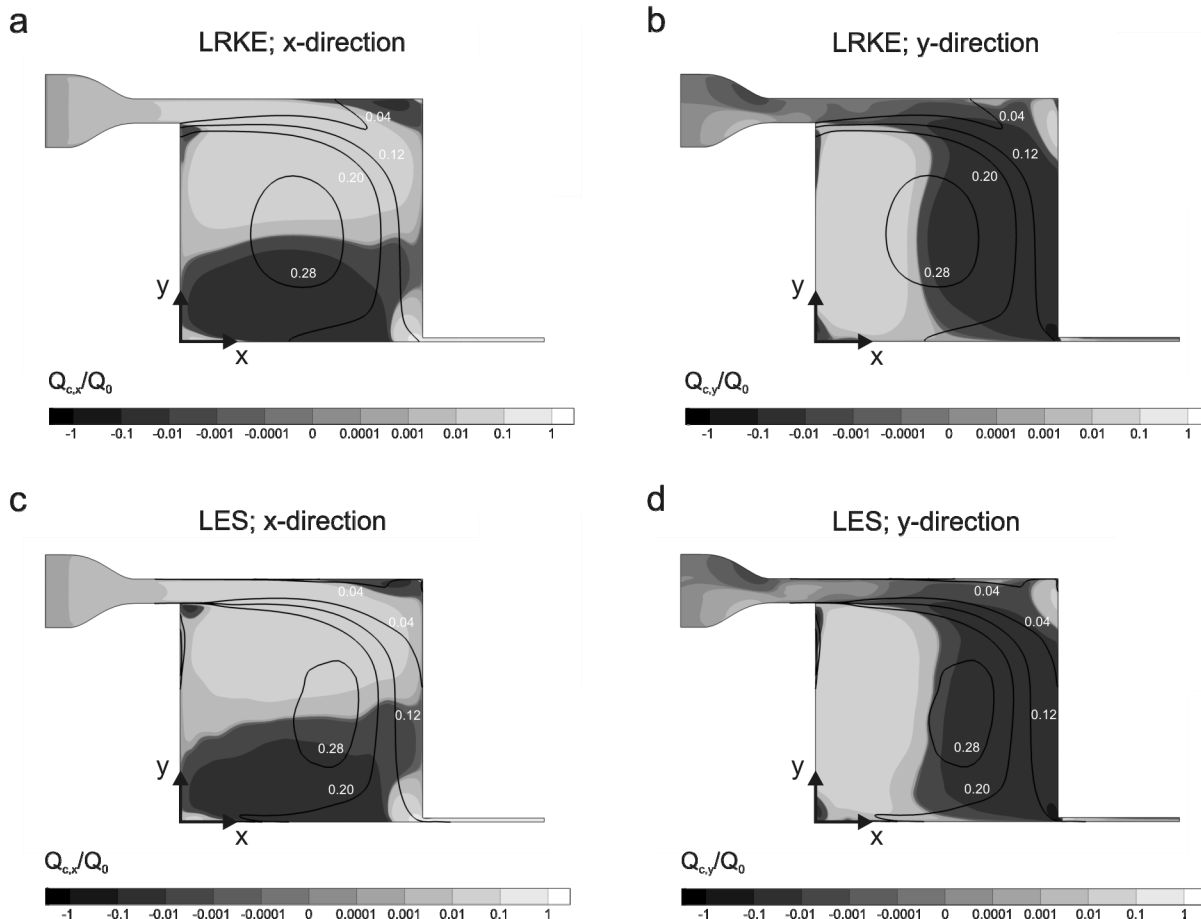 a
LRKE; x-direction
0.04
0.12
0.20
0.28
y
x
Q_c,x/Q_0
-1 -0.1 -0.01 -0.001 -0.0001 0 0.0001 0.001 0.01 0.1 1
b
LRKE; y-direction
0.04
0.12
0.20
0.28
y
x
Q_c,y/Q_0
-1 -0.1 -0.01 -0.001 -0.0001 0 0.0001 0.001 0.01 0.1 1
c
LES; x-direction
0.04
0.04
0.12
0.28
0.20
y
x
Q_c,x/Q_0
-1 -0.1 -0.01 -0.001 -0.0001 0 0.0001 0.001 0.01 0.1 1
d
LES; y-direction
0.04
0.04
0.12
0.28
0.20
y
x
Q_c,y/Q_0
-1 -0.1 -0.01 -0.001 -0.0001 0 0.0001 0.001 0.01 0.1 1